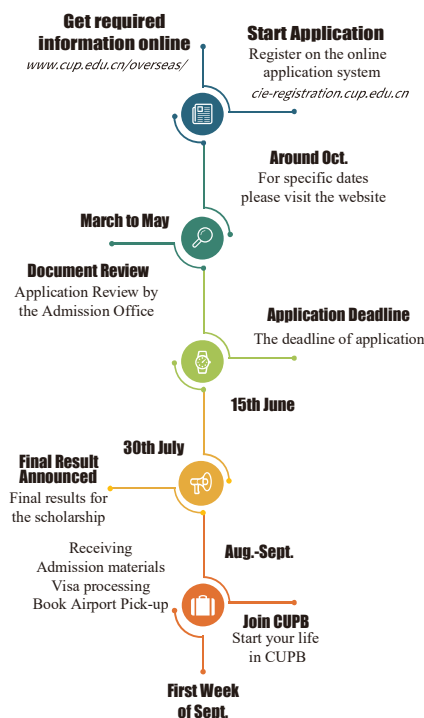 Get required
information online
www.cup.edu.cn/overseas/
Start Application
Register on the online
application system
cie-registration.cup.edu.cn
Around Oct.
For specific dates
please visit the website
March to May
Document Review
Application Review by
the Admission Office
Application Deadline
The deadline of application
15th June
30th July
Final Result
Announced
Final results for
the scholarship
Aug.-Sept.
Receiving
Admission materials
Visa processing
Book Airport Pick-up
Join CUPB
Start your life
in CUPB
First Week
of Sept.